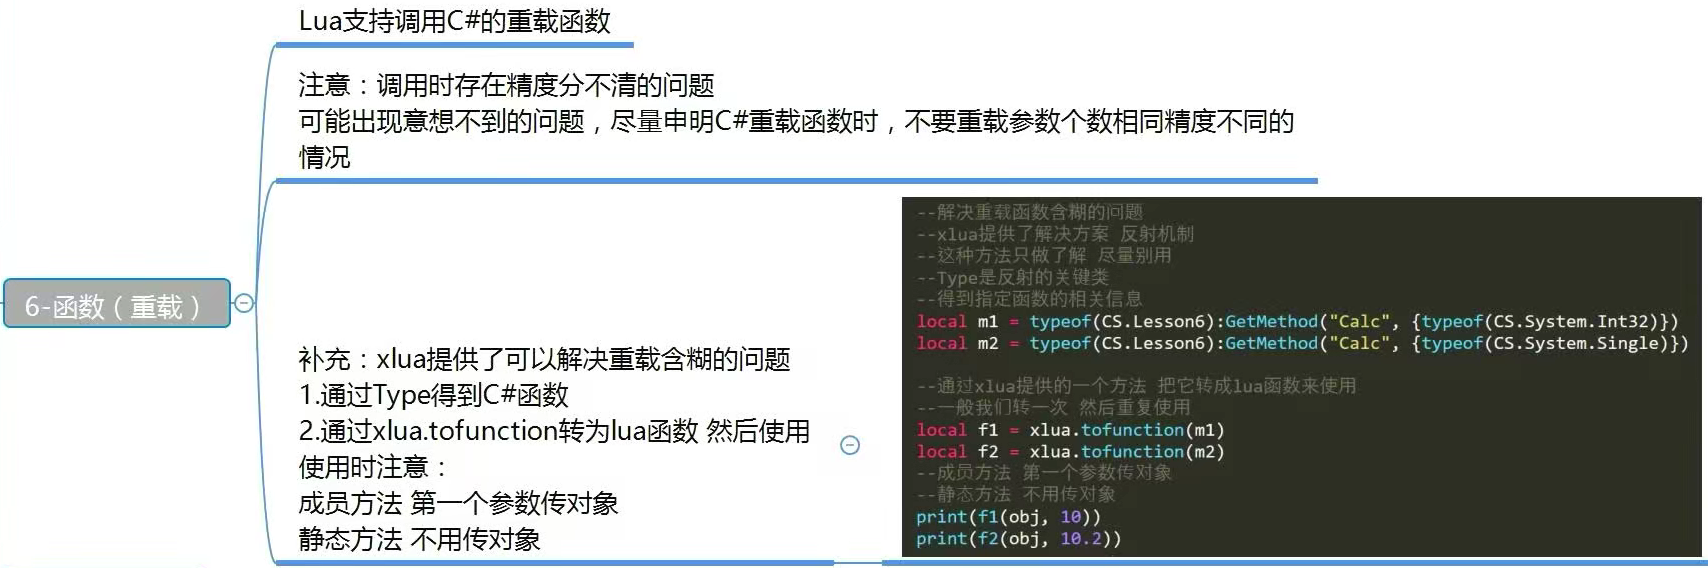 Lua支持调用C#的重载函数
注意：调用时存在精度分不清的问题
可能出现意想不到的问题，尽量申明C#重载函数时，不要重载参数个数相同精度不同的
情况
6-函数（重载）
补充：xlua提供了可以解决重载含糊的问题
1.通过Type得到C#函数
2.通过xlua.tofunction转为lua函数 然后使用
使用时注意：
成员方法 第一个参数传对象
静态方法 不用传对象
--解决重载函数含糊的问题
--xlua提供了解决方案 反射机制
--这种方法只做了解 尽量别用
--Type是反射的关键类
--得到指定函数的相关信息
local m1 = typeof(CS.Lesson6):GetMethod("Calc", {typeof(CS.System.Int32)})
local m2 = typeof(CS.Lesson6):GetMethod("Calc", {typeof(CS.System.Single)})
--通过xlua提供的一个方法 把它转成lua函数来使用
--一般我们转一次 然后重复使用
local f1 = xlua.tofunction(m1)
local f2 = xlua.tofunction(m2)
--成员方法 第一个参数传对象
--静态方法 不用传对象
print(f1(obj, 10))
print(f2(obj, 10.2))